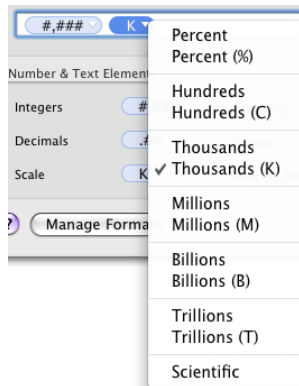 #,### K
Percent
Percent (%)
Hundreds
Hundreds (C)
Thousands
✓ Thousands (K)
Millions
Millions (M)
Billions
Billions (B)
Trillions
Trillions (T)
Scientific
Number & Text Elemen
Integers #
Decimals .#
Scale K
? Manage Forma